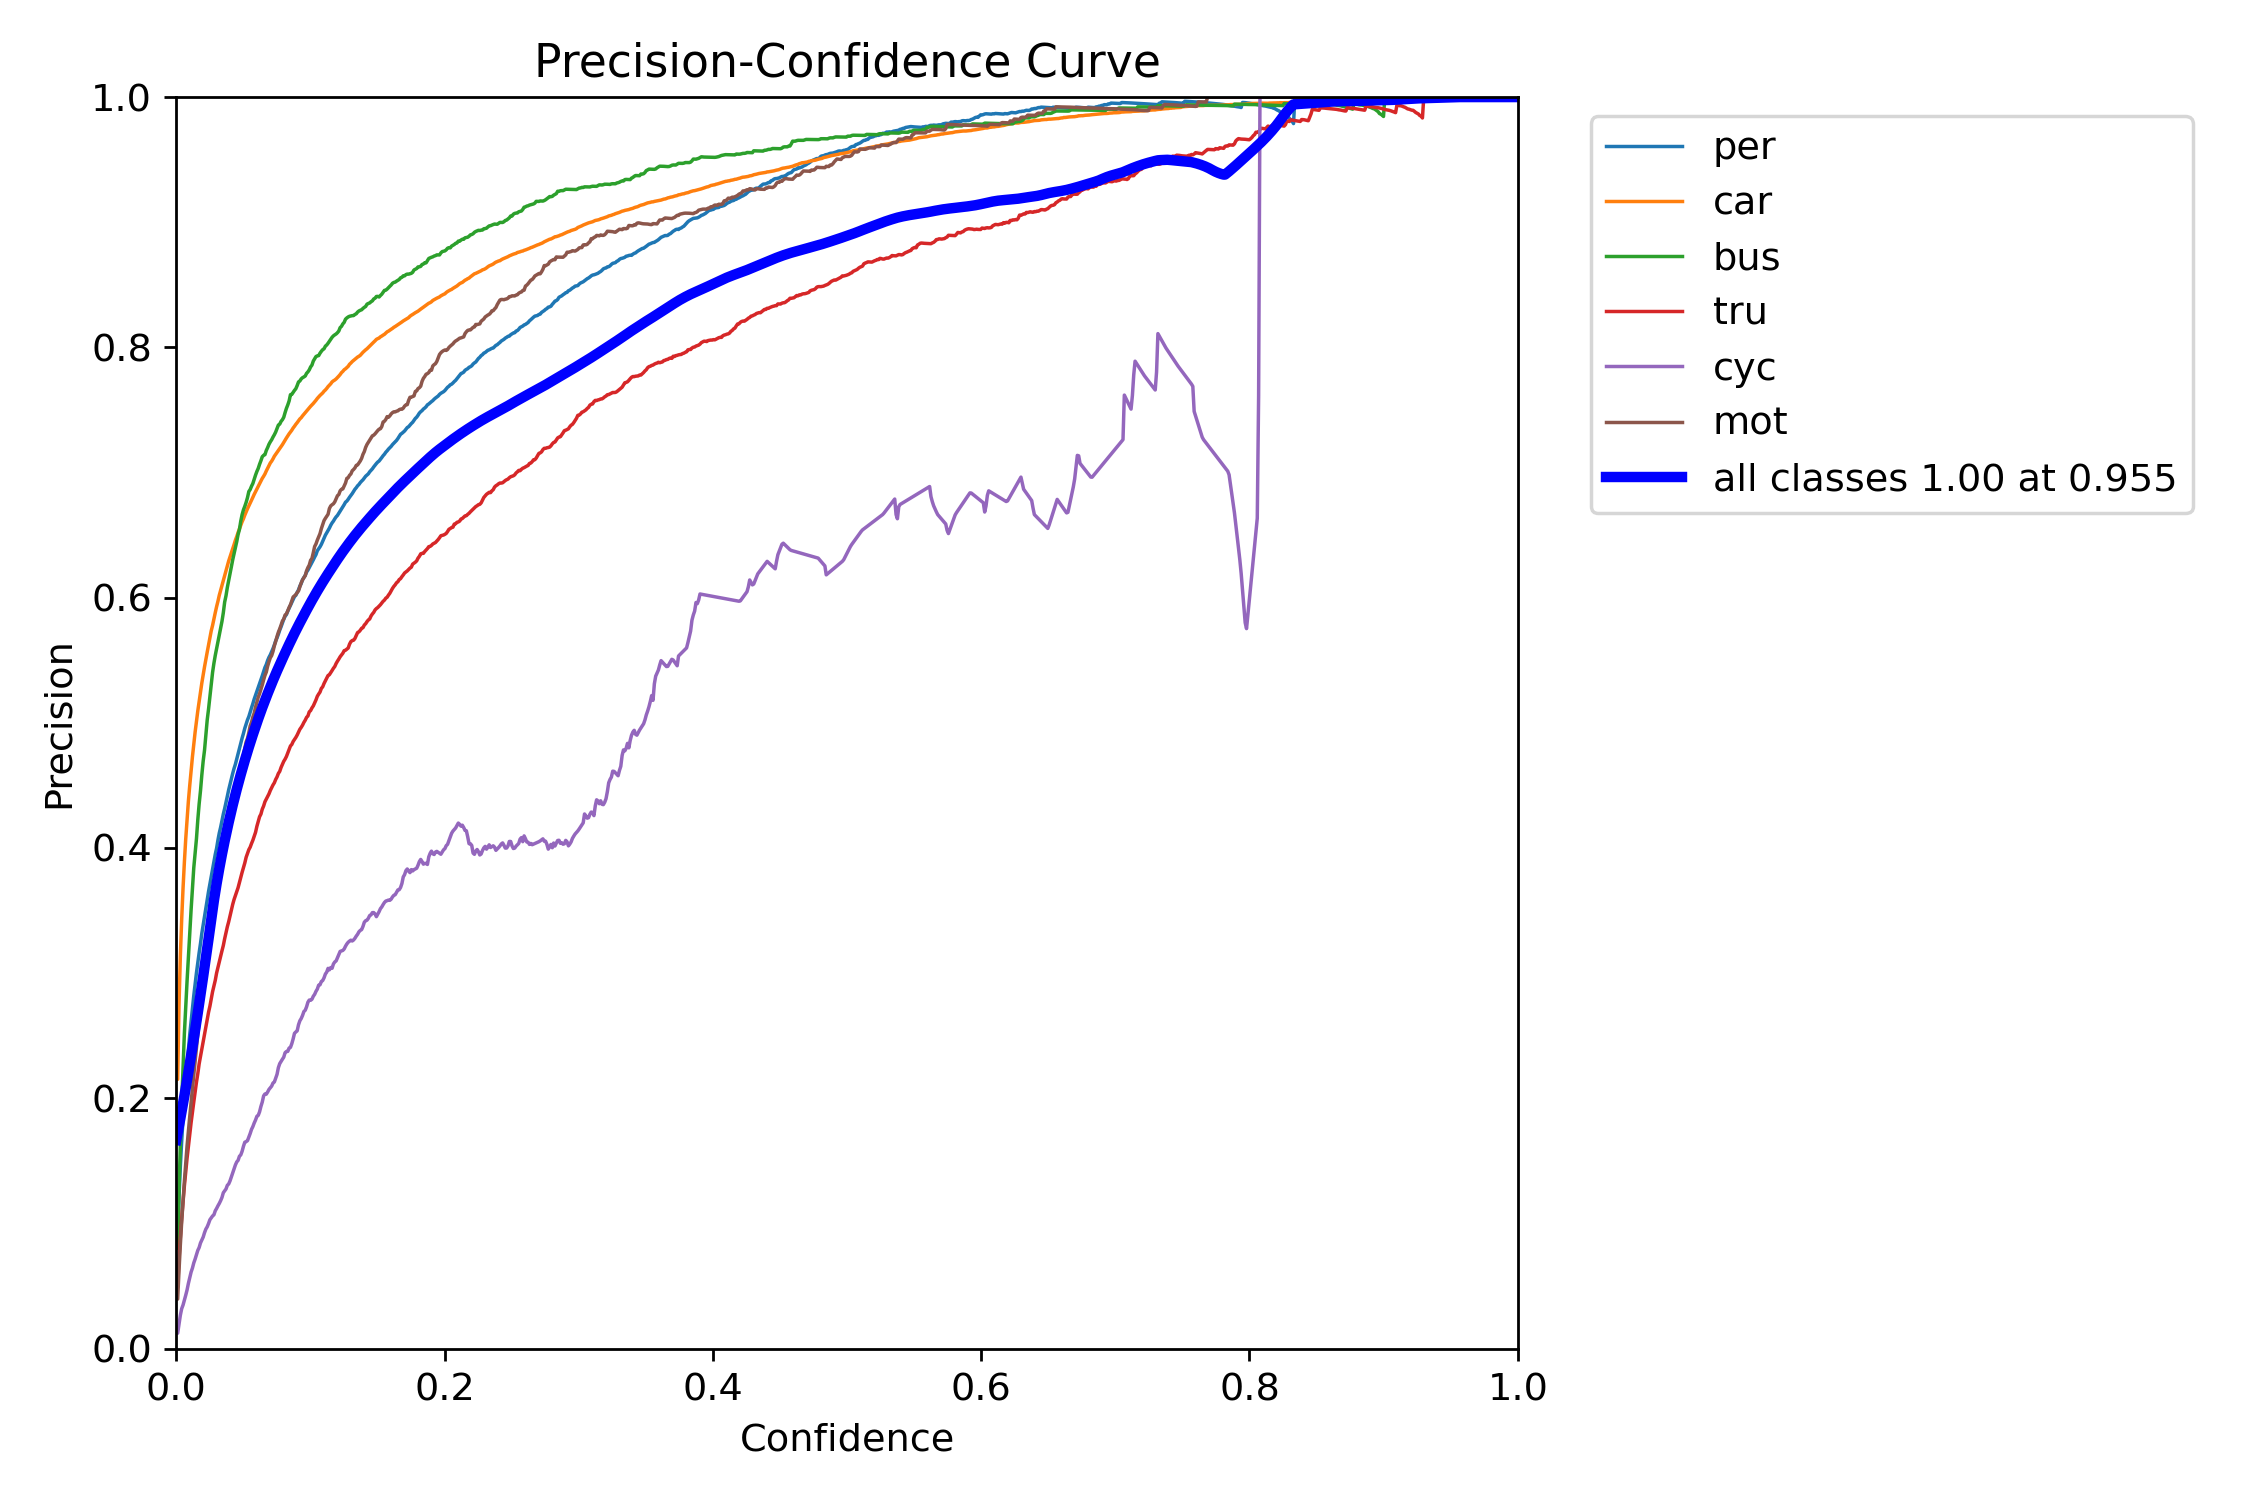 Precision-Confidence Curve
1.0
0.8
0.6
0.4
0.2
0.0
Precision
0.0 0.2 0.4 0.6 0.8 1.0
Confidence
per
car
bus
tru
cyc
mot
all classes 1.00 at 0.955